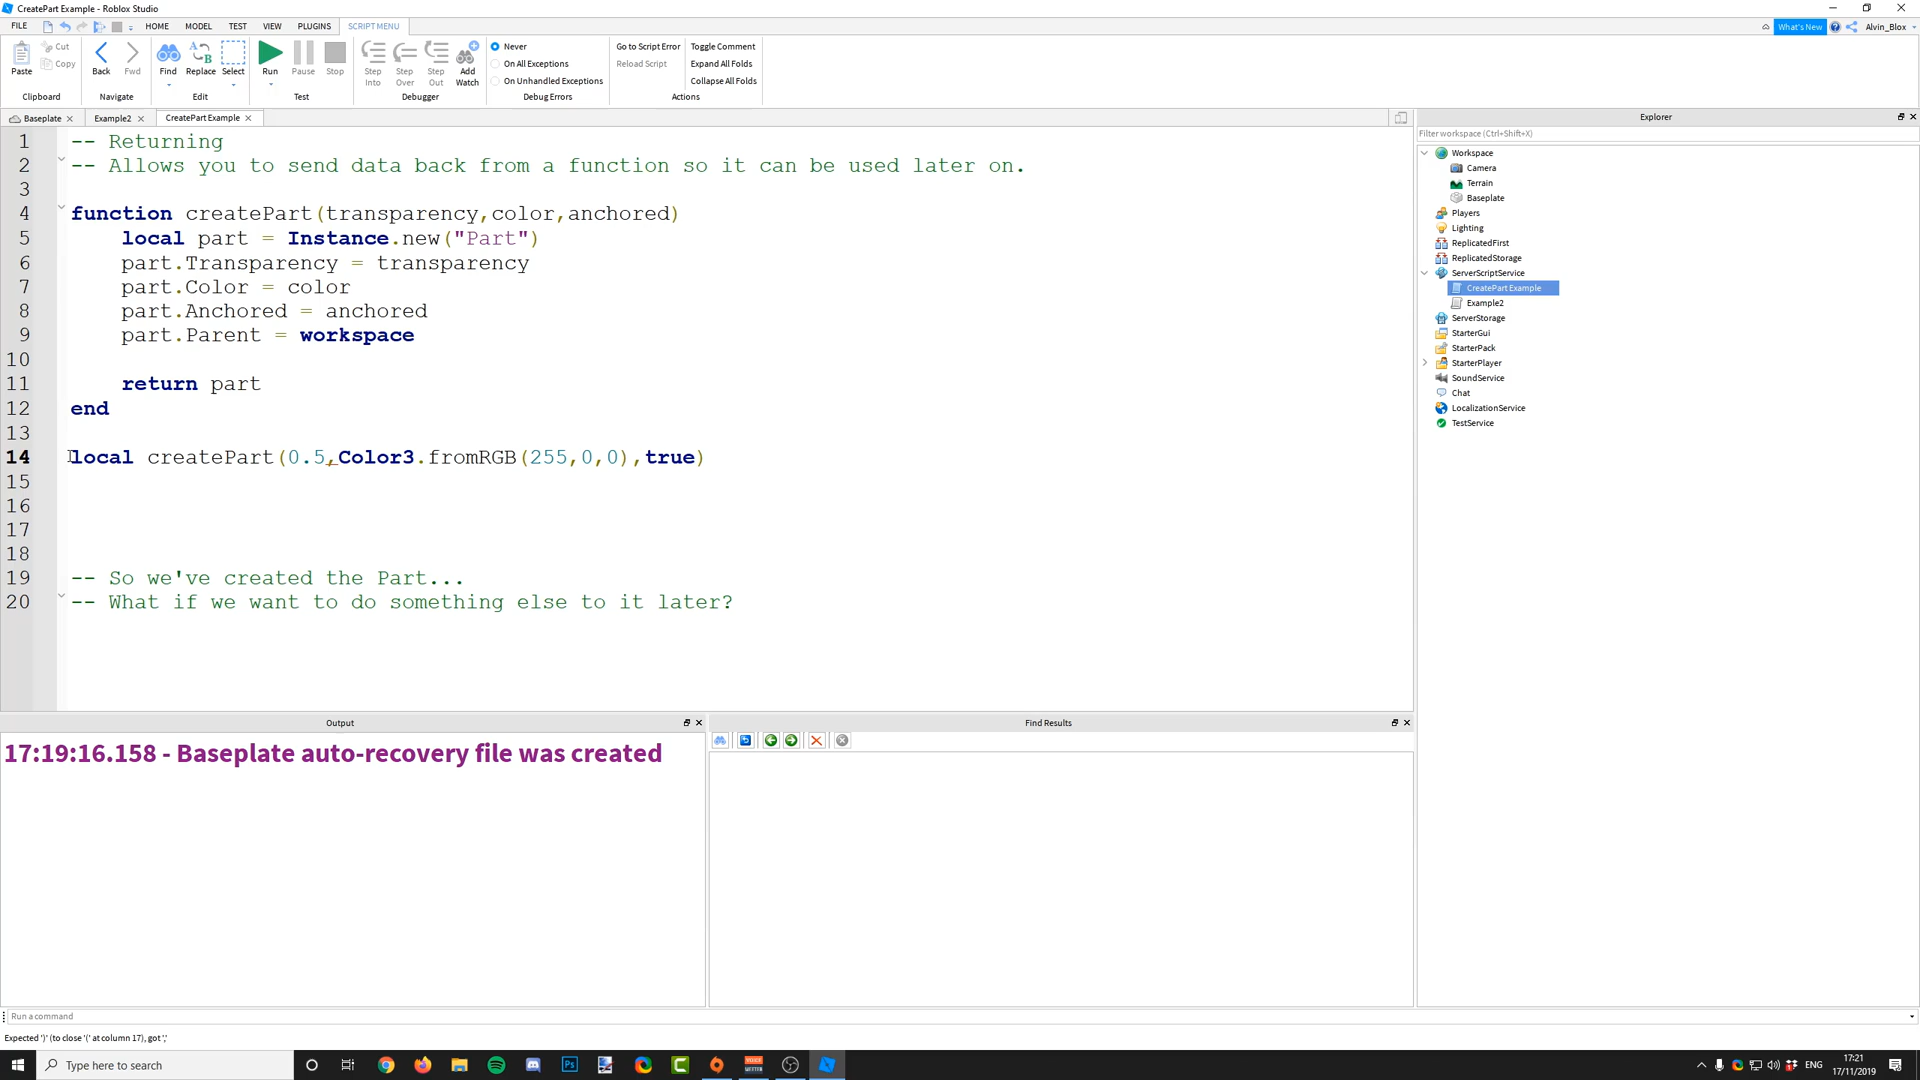 CreatePart Example - Roblox Studio
FILE HOME MODEL TEST VIEW PLUGINS SCRIPT MENU What's New Alvin_Blox
Paste Cut Copy Clipboard
Back Fwd Navigate
Find Replace Select Edit
Run Pause Stop Test
Step Into Step Over Step Out Add Watch Debugger
Never
On All Exceptions
On Unhandled Exceptions
Debug Errors
Go to Script Error Toggle Comment
Reload Script Expand All Folds
Collapse All Folds
Actions
Baseplate Example2 CreatePart Example
1 -- Returning
2 -- Allows you to send data back from a function so it can be used later on.
3
4 function createPart(transparency,color,anchored)
5 local part = Instance.new("Part")
6 part.Transparency = transparency
7 part.Color = color
8 part.Anchored = anchored
9 part.Parent = workspace
10
11 return part
12 end
13
14 local createPart(0.5,Color3.fromRGB(255,0,0),true)
15
16
17
18
19 -- So we've created the Part...
20 -- What if we want to do something else to it later?
Explorer
Filter workspace (Ctrl+Shift+X)
Workspace
Camera
Terrain
Baseplate
Players
Lighting
ReplicatedFirst
ReplicatedStorage
ServerScriptService
CreatePart Example
Example2
ServerStorage
StarterGui
StarterPack
StarterPlayer
SoundService
Chat
LocalizationService
TestService
Output
17:19:16.158 - Baseplate auto-recovery file was created
Find Results
Run a command
Expected ')' (to close '(' at column 17), got ','
Type here to search
ENG
17:21
17/11/2019